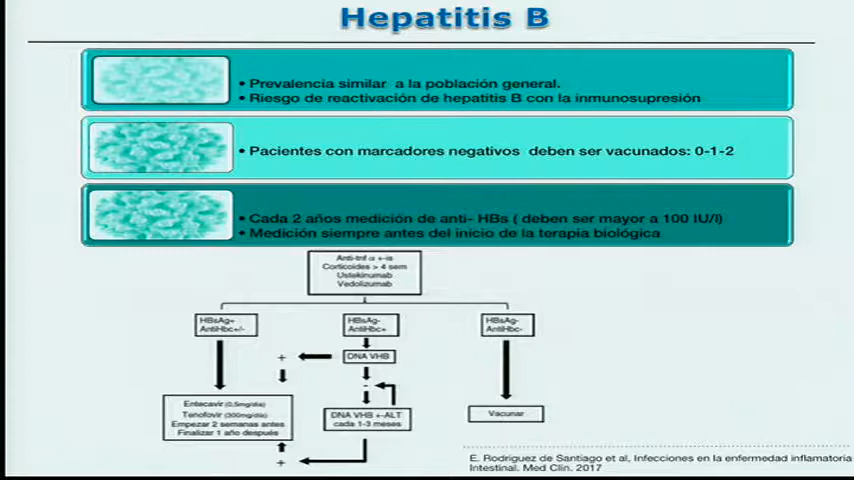 Hepatitis B
• Prevalencia similar a la población general.
• Riesgo de reactivación de hepatitis B con la inmunosupresión
• Pacientes con marcadores negativos deben ser vacunados: 0-1-2
• Cada 2 años medición de anti- HBs ( deben ser mayor a 100 IU/l)
• Medición siempre antes del inicio de la terapia biológica
Anti-tnf α +-is
Corticoides > 4 sem
Ustekinumab
Vedolizumab
HBsAg+
AntiHbc+/-
HBsAg-
AntiHbc+
HBsAg-
AntiHbc-
+
DNA VHB
-
Entecavir (0,5mg/día)
Tenofovir (300mg/día)
Empezar 2 semanas antes
Finalizar 1 año después
DNA VHB +-ALT
cada 1-3 meses
Vacunar
+
E. Rodriguez de Santiago et al, Infecciones en la enfermedad inflamatoria
Intestinal. Med Clin. 2017